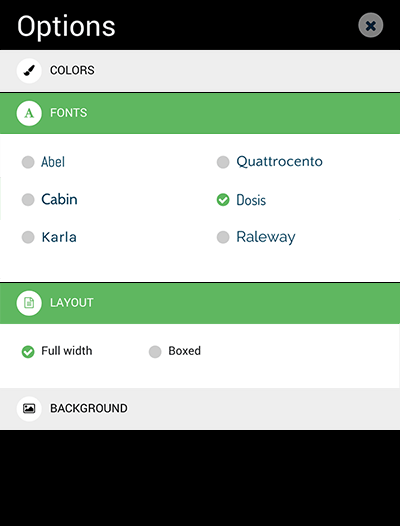 Options
COLORS
A FONTS
Abel Quattrocento
Cabin Dosis
Karla Raleway
LAYOUT
Full width Boxed
BACKGROUND